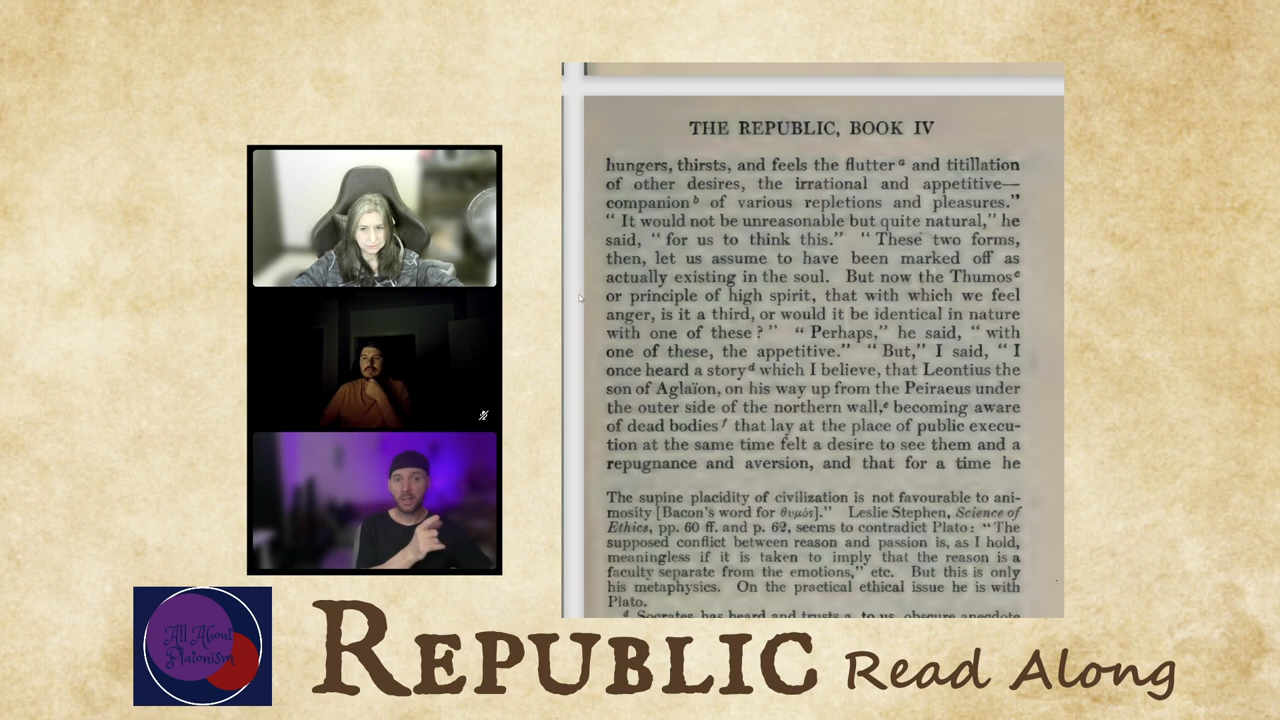 THE REPUBLIC, BOOK IV
hungers, thirsts, and feels the flutter ᵃ and titillation
of other desires, the irrational and appetitive—
companion ᵇ of various repletions and pleasures.”
“ It would not be unreasonable but quite natural,” he
said, “ for us to think this.” “ These two forms,
then, let us assume to have been marked off as
actually existing in the soul. But now the Thumos ᶜ
or principle of high spirit, that with which we feel
anger, is it a third, or would it be identical in nature
with one of these ? ” “ Perhaps,” he said, “ with
one of these, the appetitive.” “ But,” I said, “ I
once heard a story ᵈ which I believe, that Leontius the
son of Aglaïon, on his way up from the Peiraeus under
the outer side of the northern wall,ᵉ becoming aware
of dead bodies ᶠ that lay at the place of public execu-
tion at the same time felt a desire to see them and a
repugnance and aversion, and that for a time he
The supine placidity of civilization is not favourable to ani-
mosity [Bacon’s word for θυμός].” Leslie Stephen, Science of
Ethics, pp. 60 ff. and p. 62, seems to contradict Plato : “ The
supposed conflict between reason and passion is, as I hold,
meaningless if it is taken to imply that the reason is a
faculty separate from the emotions,” etc. But this is only
his metaphysics. On the practical ethical issue he is with
Plato.
ᵈ Socrates has heard and trusts a, to us, obscure anecdote
All About
Platonism
REPUBLIC Read Along